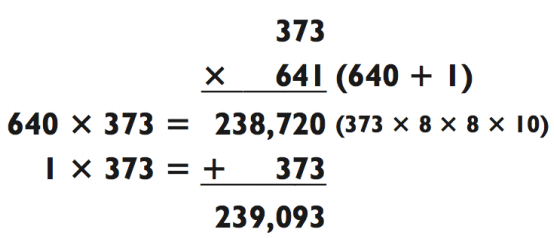 373
× 641 (640 + 1)
640 × 373 = 238,720 (373 × 8 × 8 × 10)
1 × 373 = + 373
239,093